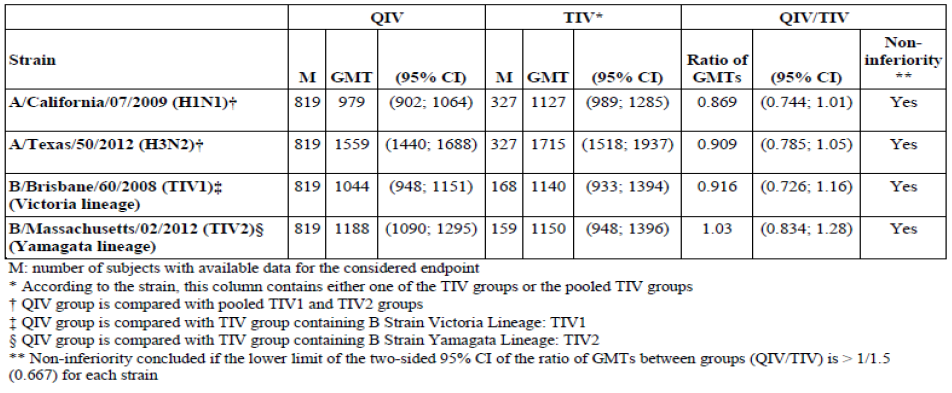 QIV TIV* QIV/TIV
Strain M GMT (95% CI) M GMT (95% CI) Ratio of GMTs (95% CI) Non-inferiority **
A/California/07/2009 (H1N1)† 819 979 (902; 1064) 327 1127 (989; 1285) 0.869 (0.744; 1.01) Yes
A/Texas/50/2012 (H3N2)† 819 1559 (1440; 1688) 327 1715 (1518; 1937) 0.909 (0.785; 1.05) Yes
B/Brisbane/60/2008 (TIV1)‡ 819 1044 (948; 1151) 168 1140 (933; 1394) 0.916 (0.726; 1.16) Yes
(Victoria lineage)
B/Massachusetts/02/2012 (TIV2)§ 819 1188 (1090; 1295) 159 1150 (948; 1396) 1.03 (0.834; 1.28) Yes
(Yamagata lineage)
M: number of subjects with available data for the considered endpoint
* According to the strain, this column contains either one of the TIV groups or the pooled TIV groups
† QIV group is compared with pooled TIV1 and TIV2 groups
‡ QIV group is compared with TIV group containing B Strain Victoria Lineage: TIV1
§ QIV group is compared with TIV group containing B Strain Yamagata Lineage: TIV2
** Non-inferiority concluded if the lower limit of the two-sided 95% CI of the ratio of GMTs between groups (QIV/TIV) is > 1/1.5
(0.667) for each strain